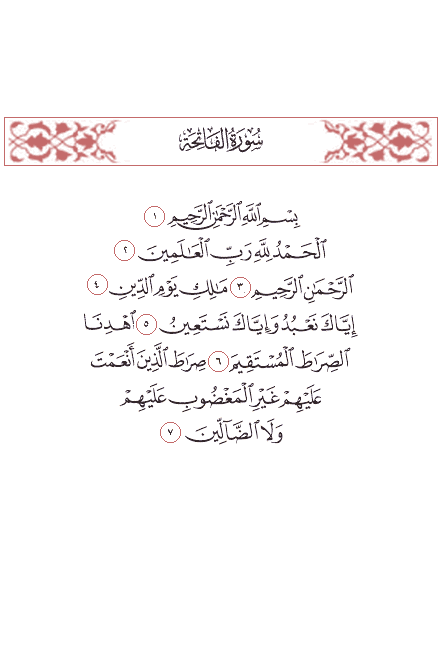 سُورَةُ الْفَاتِحَةِ
بِسْمِ ٱللَّهِ ٱلرَّحْمَٰنِ ٱلرَّحِيمِ ١
ٱلْحَمْدُ لِلَّهِ رَبِّ ٱلْعَٰلَمِينَ ٢
ٱلرَّحْمَٰنِ ٱلرَّحِيمِ ٣ مَٰلِكِ يَوْمِ ٱلدِّينِ ٤
إِيَّاكَ نَعْبُدُ وَإِيَّاكَ نَسْتَعِينُ ٥ ٱهْدِنَا
ٱلصِّرَٰطَ ٱلْمُسْتَقِيمَ ٦ صِرَٰطَ ٱلَّذِينَ أَنْعَمْتَ
عَلَيْهِمْ غَيْرِ ٱلْمَغْضُوبِ عَلَيْهِمْ
وَلَا ٱلضَّآلِّينَ ٧